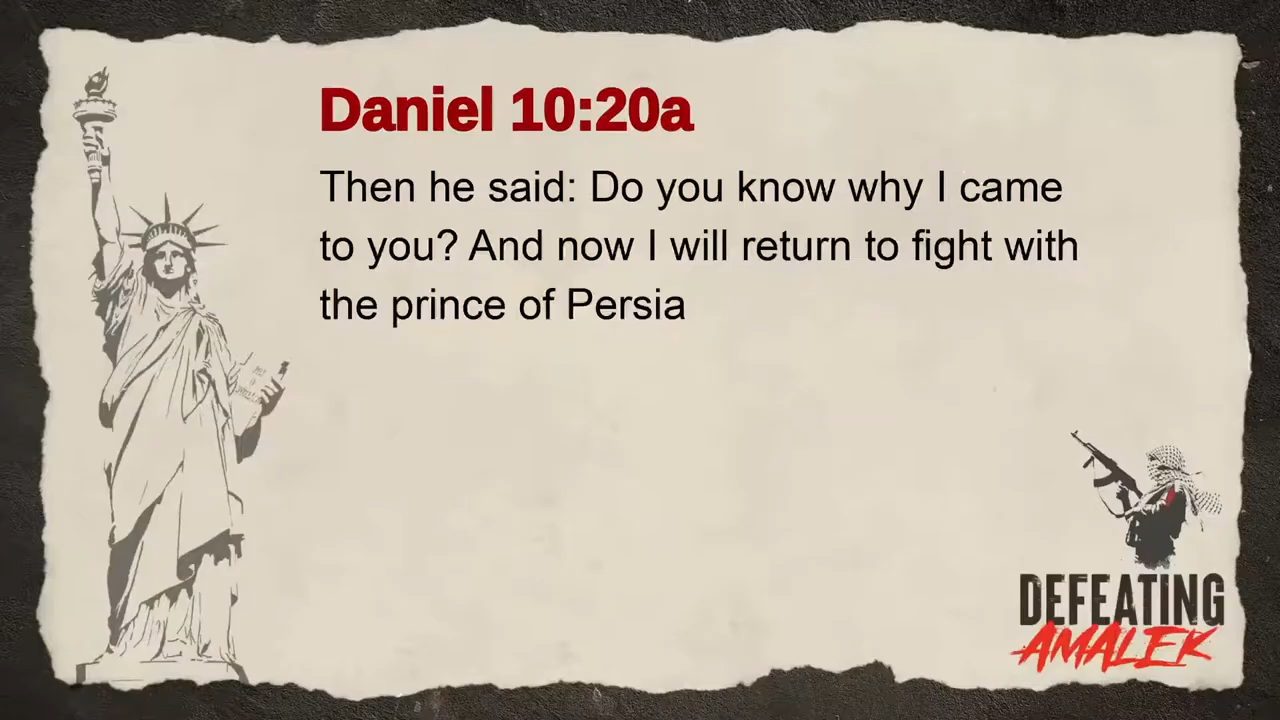 Daniel 10:20a
Then he said: Do you know why I came
to you? And now I will return to fight with
the prince of Persia
DEFEATING
AMALEK